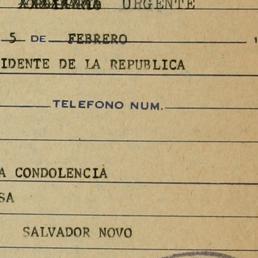 URGENTE
5 DE FEBRERO
IDENTE DE LA REPUBLICA
TELEFONO NUM.
A CONDOLENCIA
SA
SALVADOR NOVO